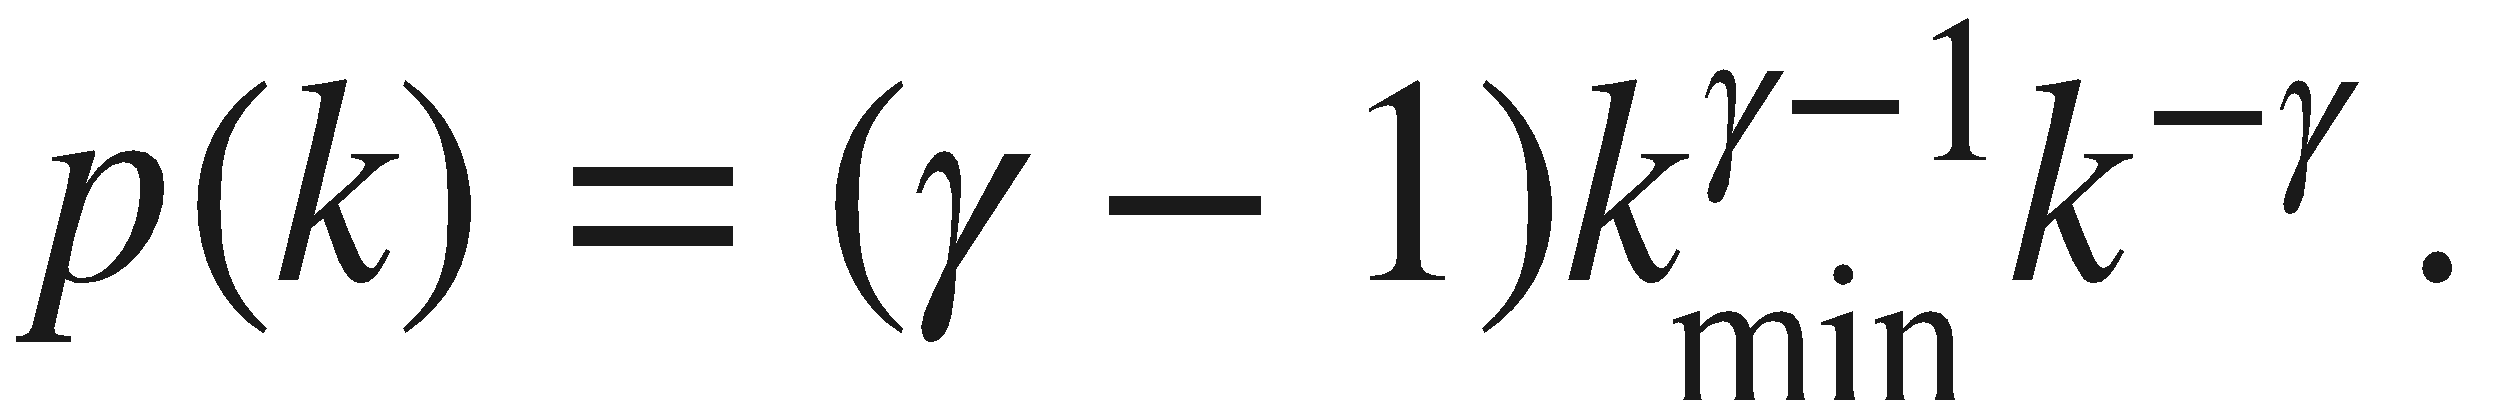 p(k) = (γ − 1)k_min^{γ−1} k^{−γ}.